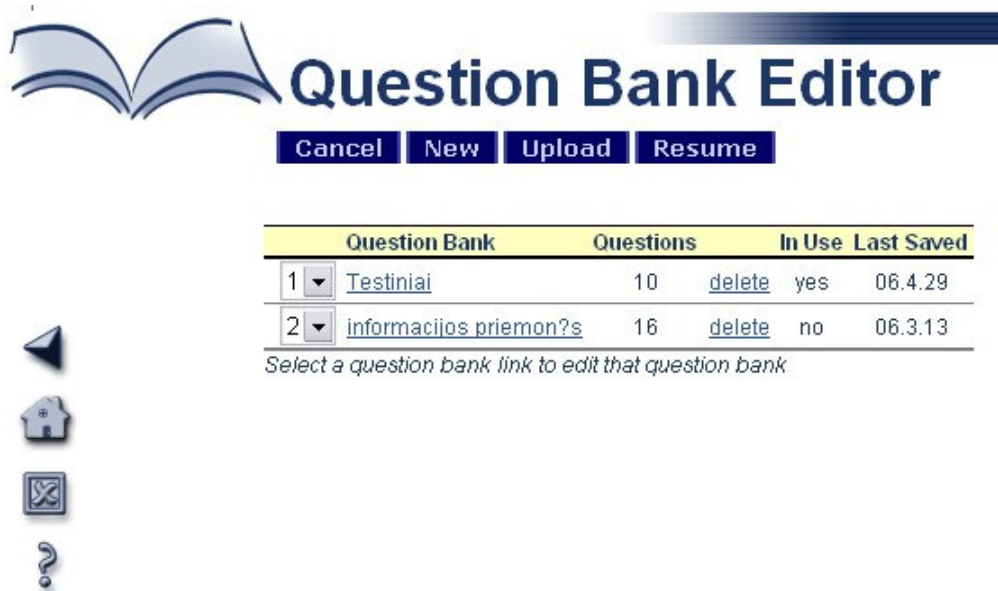 Question Bank Editor
Cancel New Upload Resume
Question Bank Questions In Use Last Saved
1 Testiniai 10 delete yes 06.4.29
2 informacijos priemon?s 16 delete no 06.3.13
Select a question bank link to edit that question bank